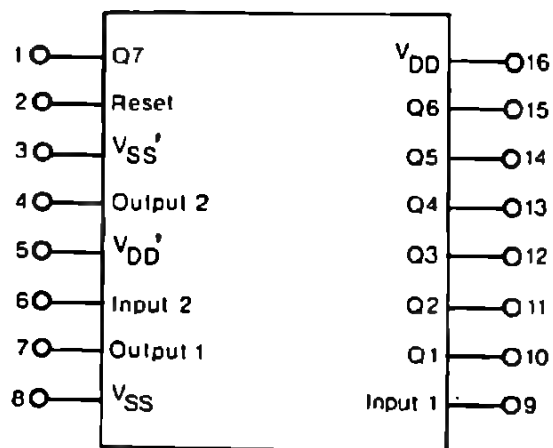 1 Q7
2 Reset
3 VSS'
4 Output 2
5 VDD'
6 Input 2
7 Output 1
8 VSS
VDD 16
Q6 15
Q5 14
Q4 13
Q3 12
Q2 11
Q1 10
Input 1 9